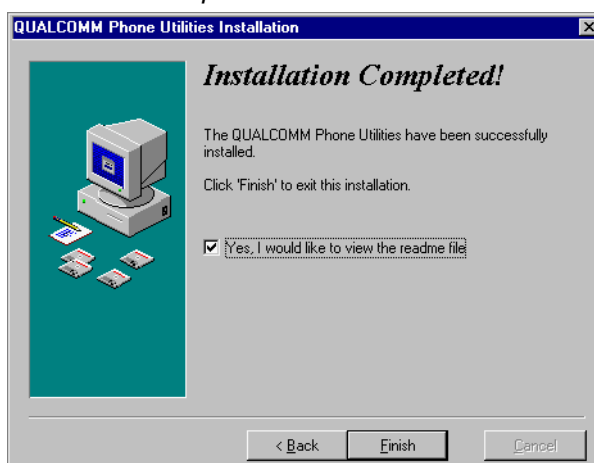 QUALCOMM Phone Utilities Installation
Installation Completed!
The QUALCOMM Phone Utilities have been successfully
installed.
Click 'Finish' to exit this installation.
Yes, I would like to view the readme file
< Back
Finish
Cancel